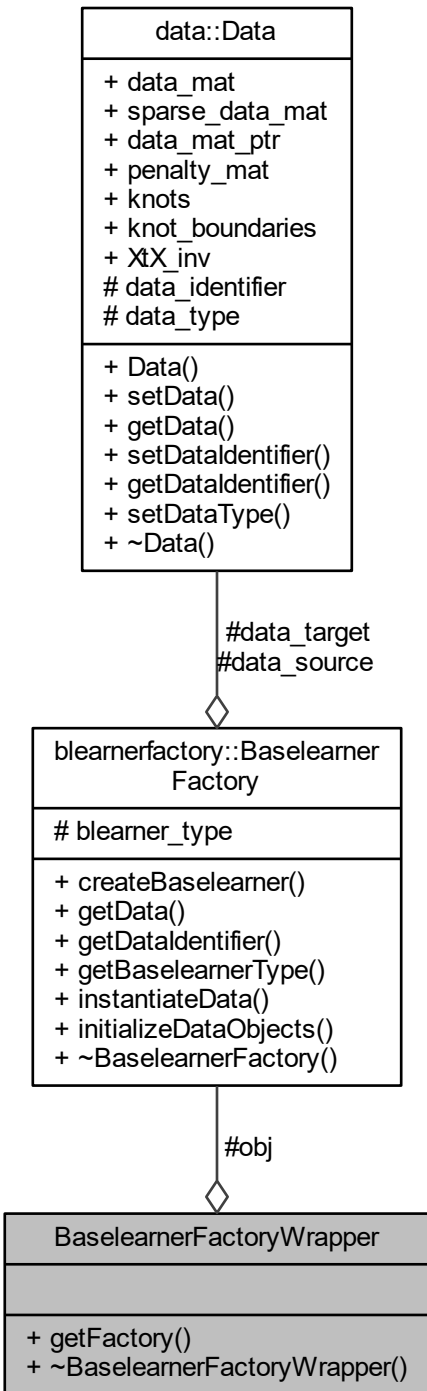 data::Data
+ data_mat
+ sparse_data_mat
+ data_mat_ptr
+ penalty_mat
+ knots
+ knot_boundaries
+ XtX_inv
# data_identifier
# data_type
+ Data()
+ setData()
+ getData()
+ setDataIdentifier()
+ getDataIdentifier()
+ setDataType()
+ ~Data()
#data_target
#data_source
blearnerfactory::Baselearner
Factory
# blearner_type
+ createBaselearner()
+ getData()
+ getDataIdentifier()
+ getBaselearnerType()
+ instantiateData()
+ initializeDataObjects()
+ ~BaselearnerFactory()
#obj
BaselearnerFactoryWrapper
+ getFactory()
+ ~BaselearnerFactoryWrapper()